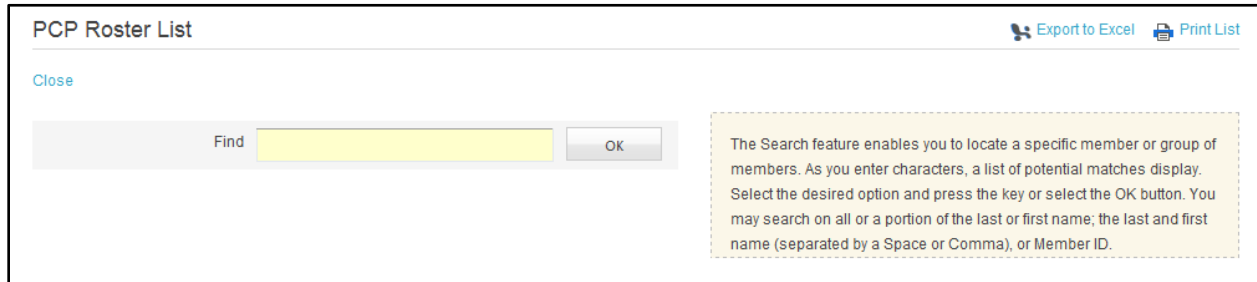 PCP Roster List
Export to Excel
Print List
Close
Find
OK
The Search feature enables you to locate a specific member or group of
members. As you enter characters, a list of potential matches display.
Select the desired option and press the key or select the OK button. You
may search on all or a portion of the last or first name; the last and first
name (separated by a Space or Comma), or Member ID.